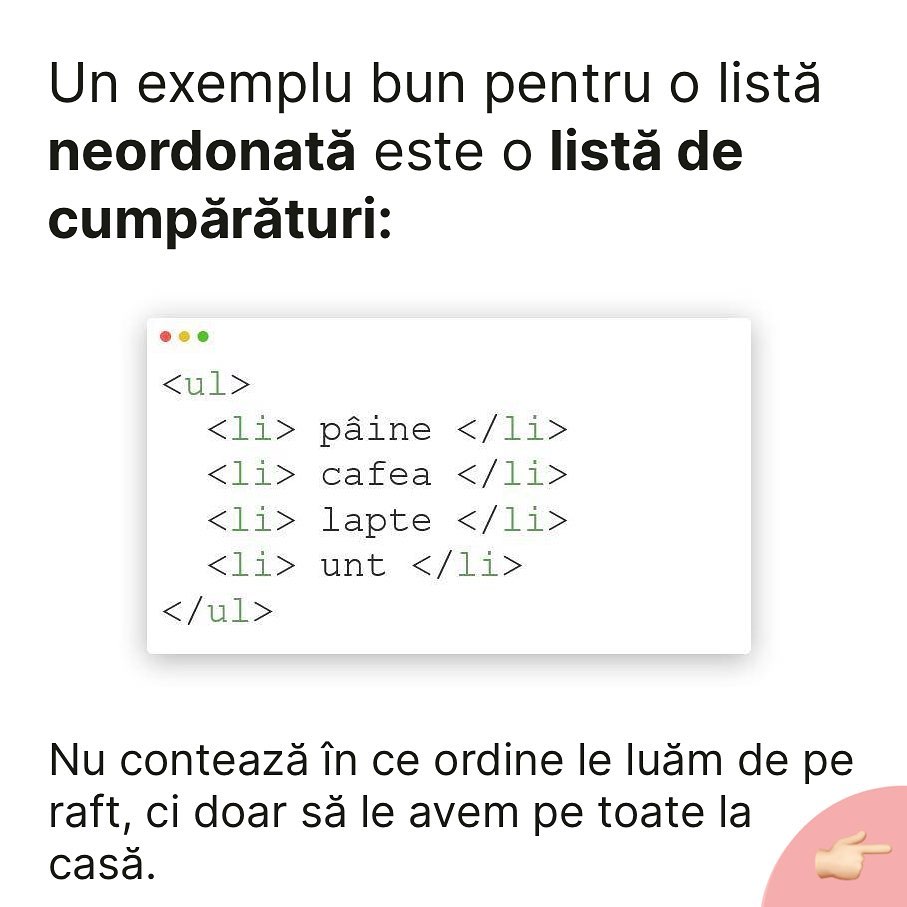 Un exemplu bun pentru o listă
neordonată este o listă de
cumpărături:
<ul>
<li> pâine </li>
<li> cafea </li>
<li> lapte </li>
<li> unt </li>
</ul>
Nu contează în ce ordine le luăm de pe
raft, ci doar să le avem pe toate la
casă.